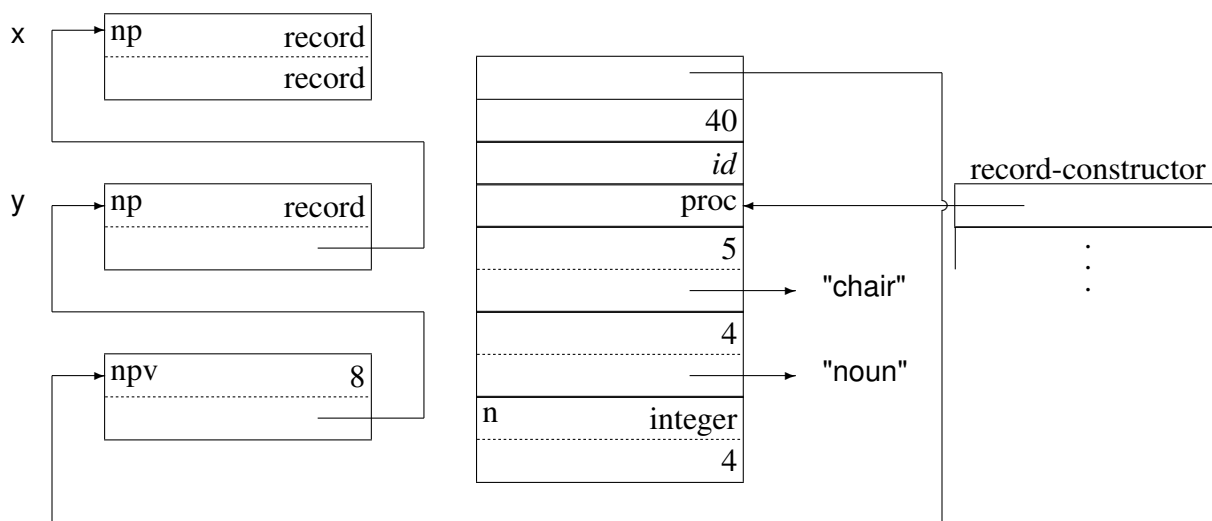 x
np record
record
40
id
record-constructor
y
np record
proc
5
"chair"
4
npv 8
"noun"
n integer
4